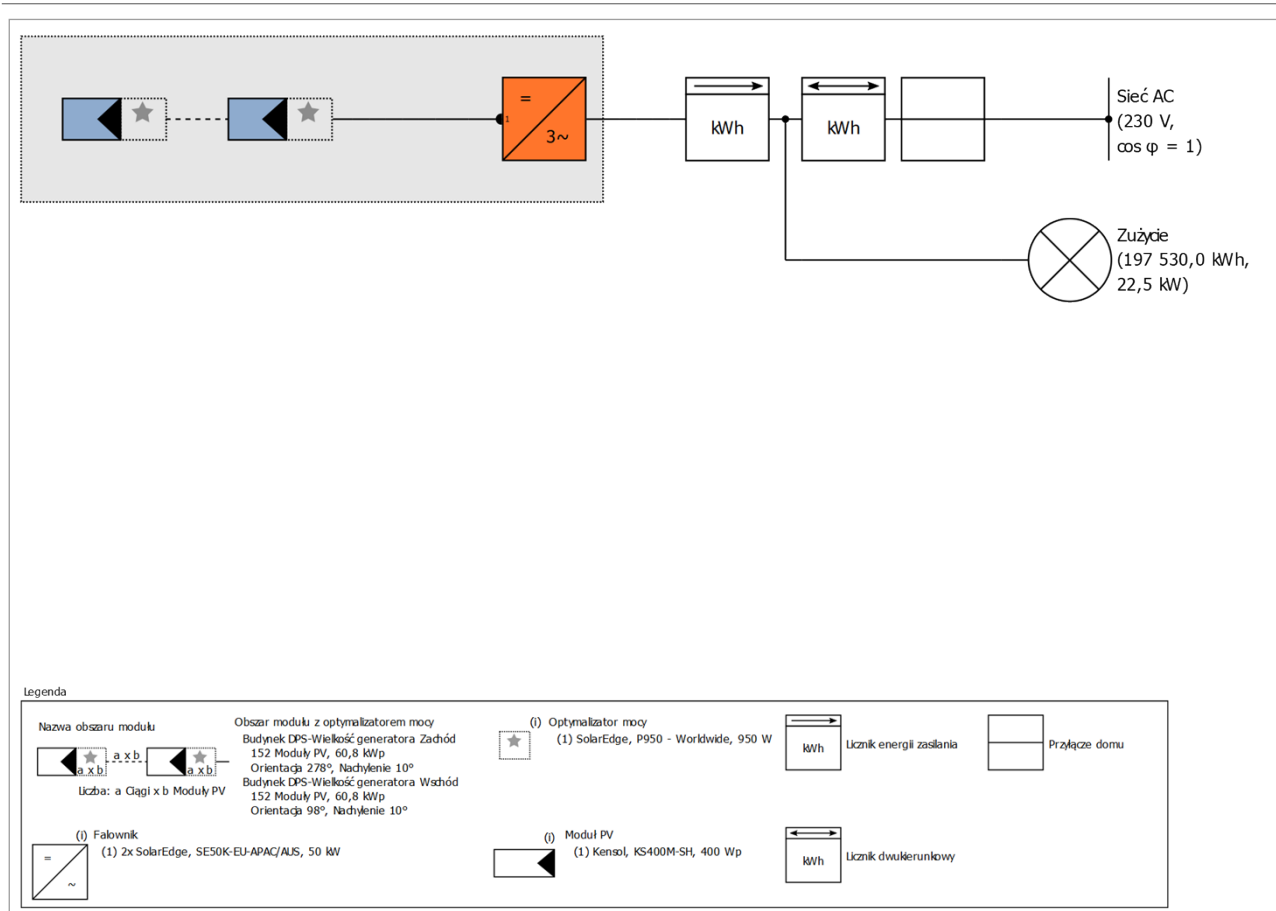 =
1
3~
kWh
kWh
Sieć AC
(230 V,
cos φ = 1)
Zużycie
(197 530,0 kWh,
22,5 kW)
Legenda
Nazwa obszaru modułu
a x b
a x b
a x b
Liczba: a Ciągi x b Moduły PV
Obszar modułu z optymalizatorem mocy
Budynek DPS-Wielkość generatora Zachód
152 Moduły PV, 60,8 kWp
Orientacja 278°, Nachylenie 10°
Budynek DPS-Wielkość generatora Wschód
152 Moduły PV, 60,8 kWp
Orientacja 98°, Nachylenie 10°
(i) Optymalizator mocy
(1) SolarEdge, P950 - Worldwide, 950 W
kWh
Licznik energii zasilania
Przyłącze domu
=
~
(i) Falownik
(1) 2x SolarEdge, SE50K-EU-APAC/AUS, 50 kW
(i) Moduł PV
(1) Kensol, KS400M-SH, 400 Wp
kWh
Licznik dwukierunkowy